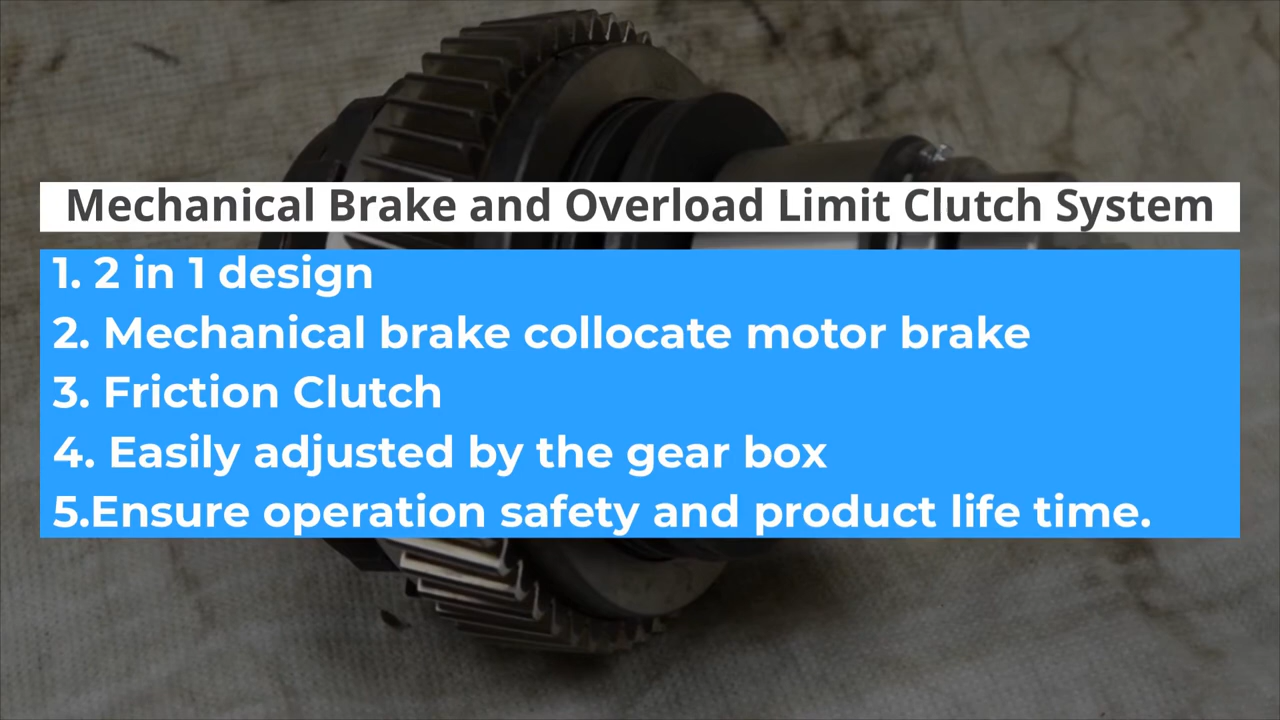 Mechanical Brake and Overload Limit Clutch System
1. 2 in 1 design
2. Mechanical brake collocate motor brake
3. Friction Clutch
4. Easily adjusted by the gear box
5.Ensure operation safety and product life time.